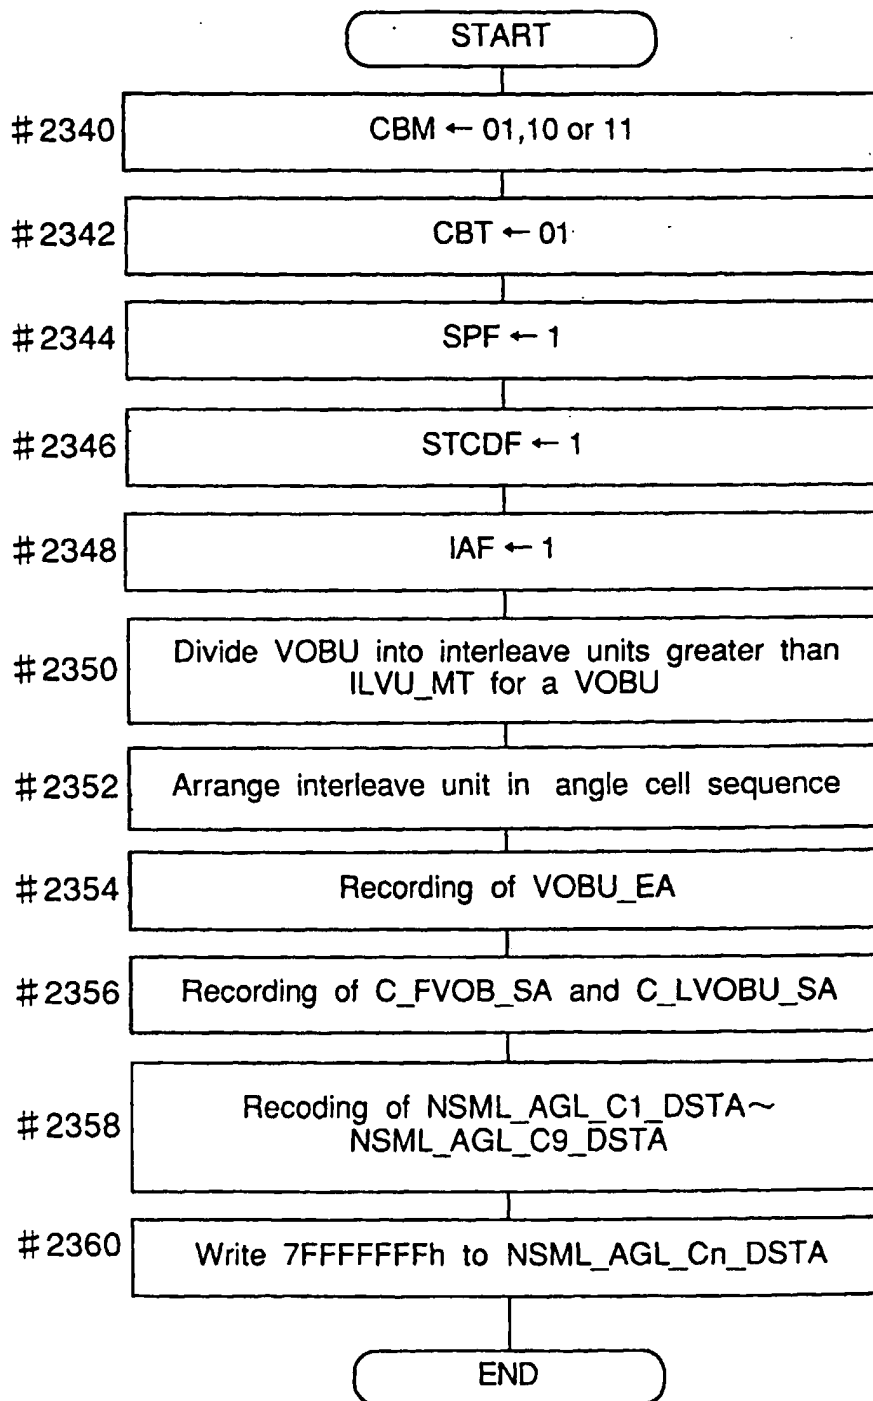 START
#2340
CBM ← 01,10 or 11
#2342
CBT ← 01
#2344
SPF ← 1
#2346
STCDF ← 1
#2348
IAF ← 1
#2350
Divide VOBU into interleave units greater than
ILVU_MT for a VOBU
#2352
Arrange interleave unit in angle cell sequence
#2354
Recording of VOBU_EA
#2356
Recording of C_FVOB_SA and C_LVOBU_SA
#2358
Recoding of NSML_AGL_C1_DSTA~
NSML_AGL_C9_DSTA
#2360
Write 7FFFFFFFh to NSML_AGL_Cn_DSTA
END